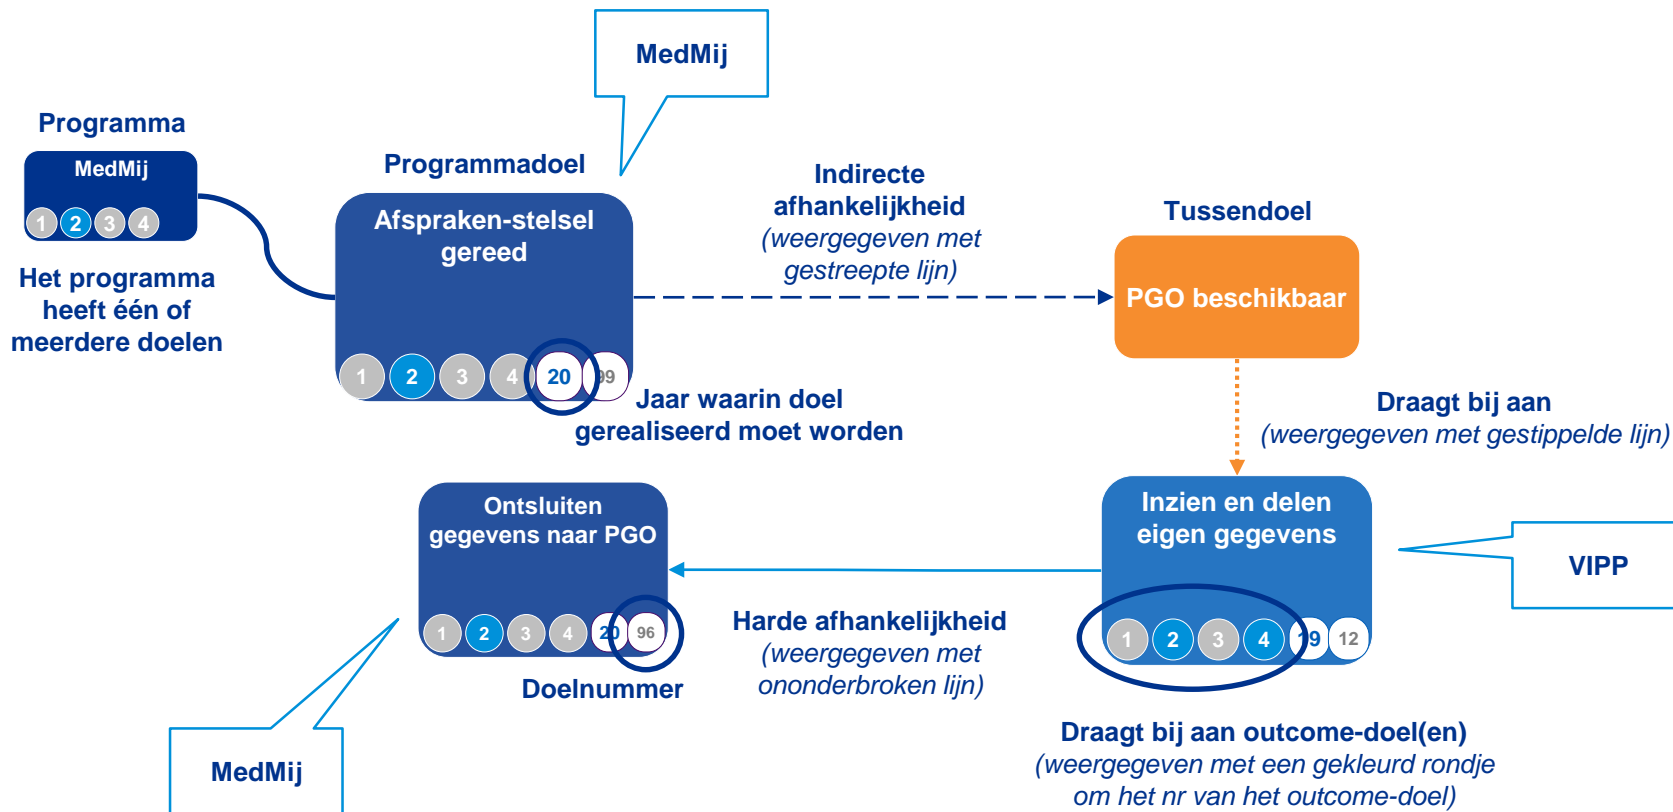 MedMij
Programma
MedMij
1 2 3 4
Het programma
heeft één of
meerdere doelen
Programmadoel
Afspraken-stelsel
gereed
1 2 3 4 20 99
Jaar waarin doel
gerealiseerd moet worden
Indirecte
afhankelijkheid
(weergegeven met
gestreepte lijn)
Tussendoel
PGO beschikbaar
Draagt bij aan
(weergegeven met gestippelde lijn)
Ontsluiten
gegevens naar PGO
1 2 3 4 20 96
Doelnummer
MedMij
Harde afhankelijkheid
(weergegeven met
ononderbroken lijn)
Inzien en delen
eigen gegevens
1 2 3 4 19 12
VIPP
Draagt bij aan outcome-doel(en)
(weergegeven met een gekleurd rondje
om het nr van het outcome-doel)